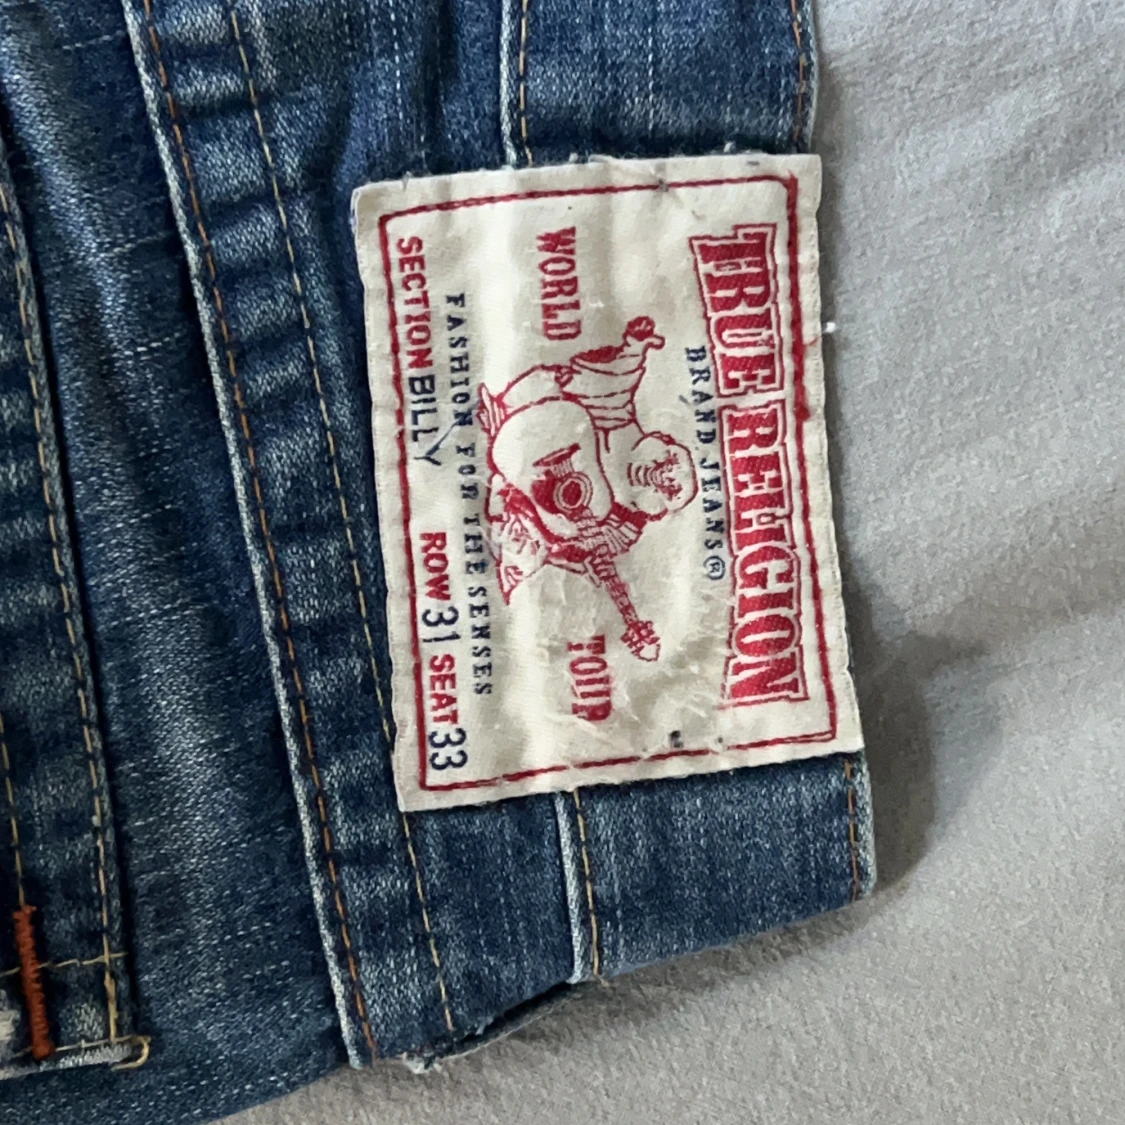 TRUE RELIGION
BRAND JEANS®
WORLD TOUR
FASHION FOR THE SENSES
SECTION BILLY ROW 31 SEAT 33